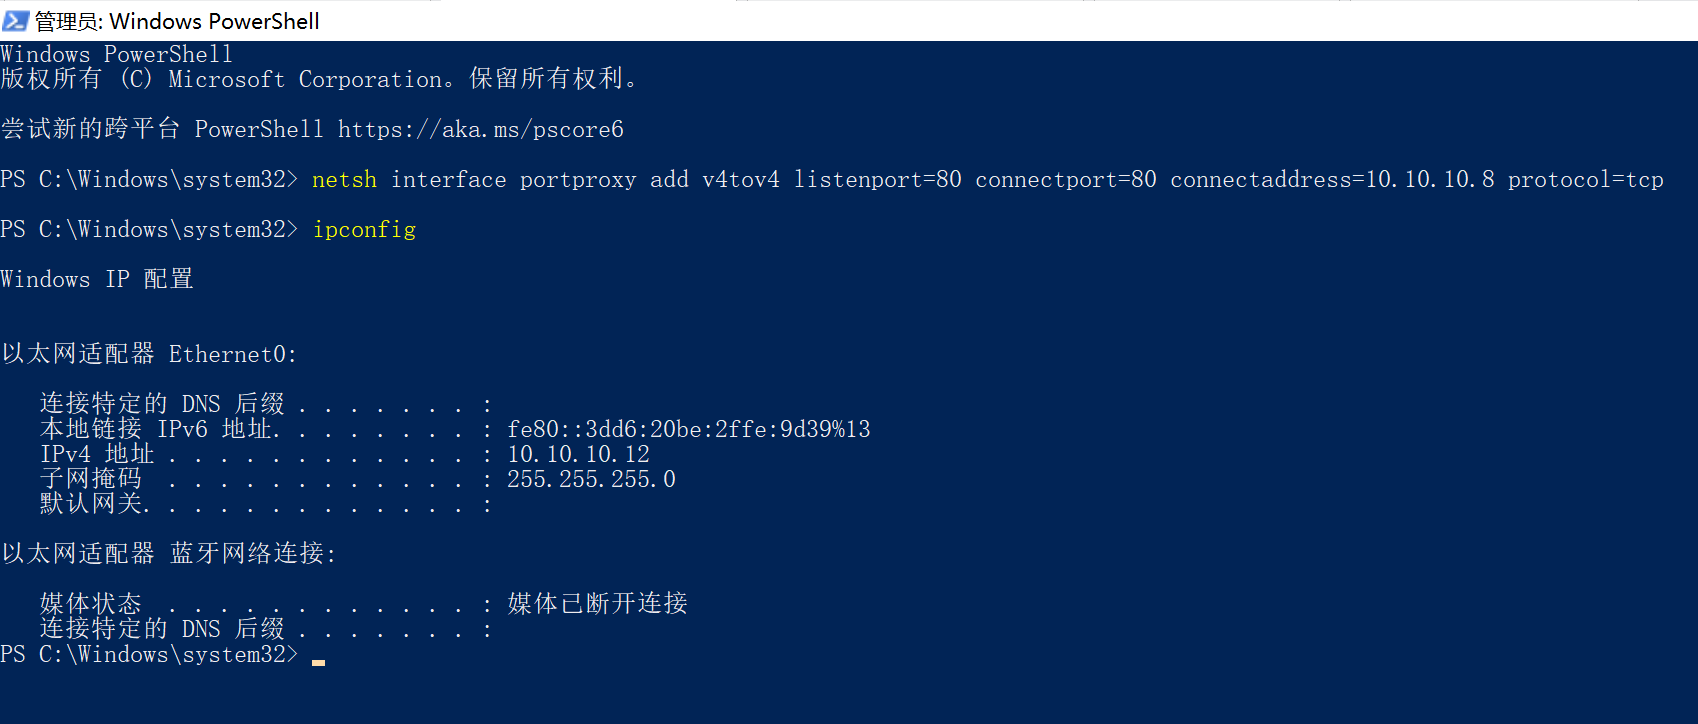 管理员: Windows PowerShell
Windows PowerShell
版权所有 (C) Microsoft Corporation。保留所有权利。
尝试新的跨平台 PowerShell https://aka.ms/pscore6
PS C:\Windows\system32> netsh interface portproxy add v4tov4 listenport=80 connectport=80 connectaddress=10.10.10.8 protocol=tcp
PS C:\Windows\system32> ipconfig
Windows IP 配置
以太网适配器 Ethernet0:
连接特定的 DNS 后缀 . . . . . . . :
本地链接 IPv6 地址. . . . . . . . : fe80::3dd6:20be:2ffe:9d39%13
IPv4 地址 . . . . . . . . . . . . : 10.10.10.12
子网掩码  . . . . . . . . . . . . : 255.255.255.0
默认网关. . . . . . . . . . . . . :
以太网适配器 蓝牙网络连接:
媒体状态  . . . . . . . . . . . . : 媒体已断开连接
连接特定的 DNS 后缀 . . . . . . . :
PS C:\Windows\system32>